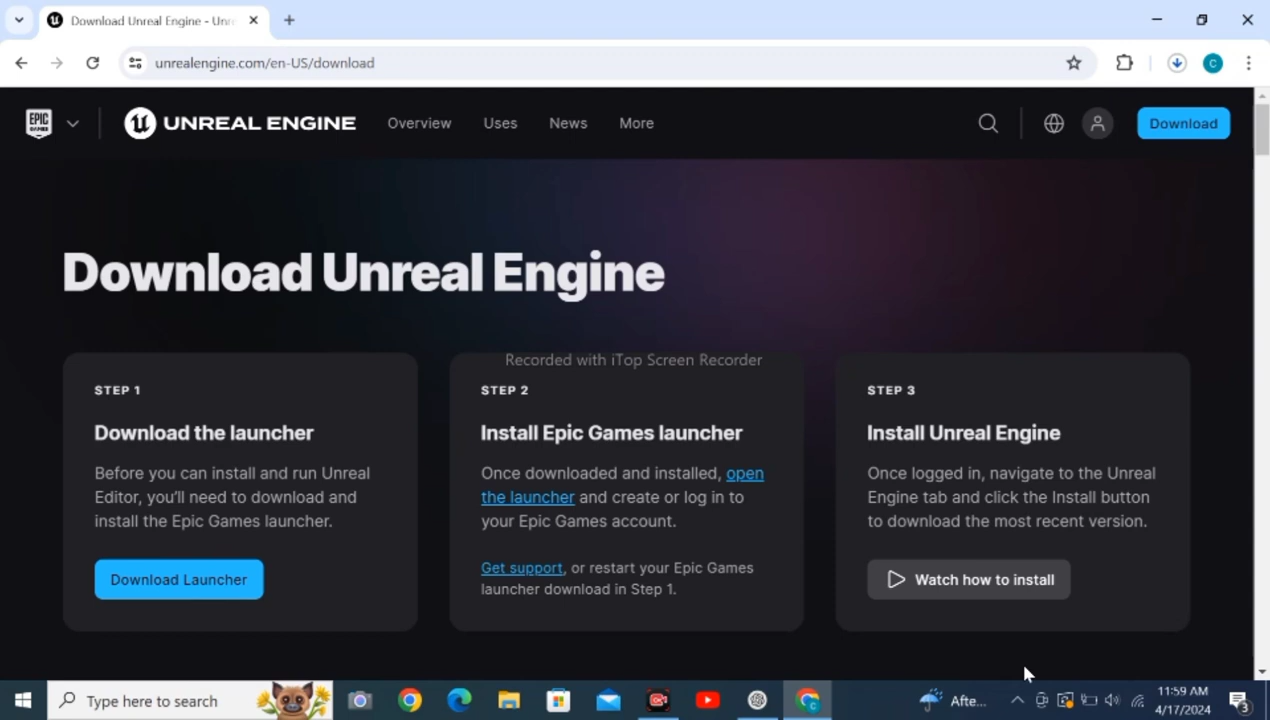 Download Unreal Engine - Unr
unrealengine.com/en-US/download
C
EPIC GAMES
UNREAL ENGINE
Overview
Uses
News
More
Download
Download Unreal Engine
Recorded with iTop Screen Recorder
STEP 1
Download the launcher
Before you can install and run Unreal
Editor, you'll need to download and
install the Epic Games launcher.
Download Launcher
STEP 2
Install Epic Games launcher
Once downloaded and installed, open
the launcher and create or log in to
your Epic Games account.
Get support, or restart your Epic Games
launcher download in Step 1.
STEP 3
Install Unreal Engine
Once logged in, navigate to the Unreal
Engine tab and click the Install button
to download the most recent version.
Watch how to install
Type here to search
Afte...
11:59 AM
4/17/2024
3